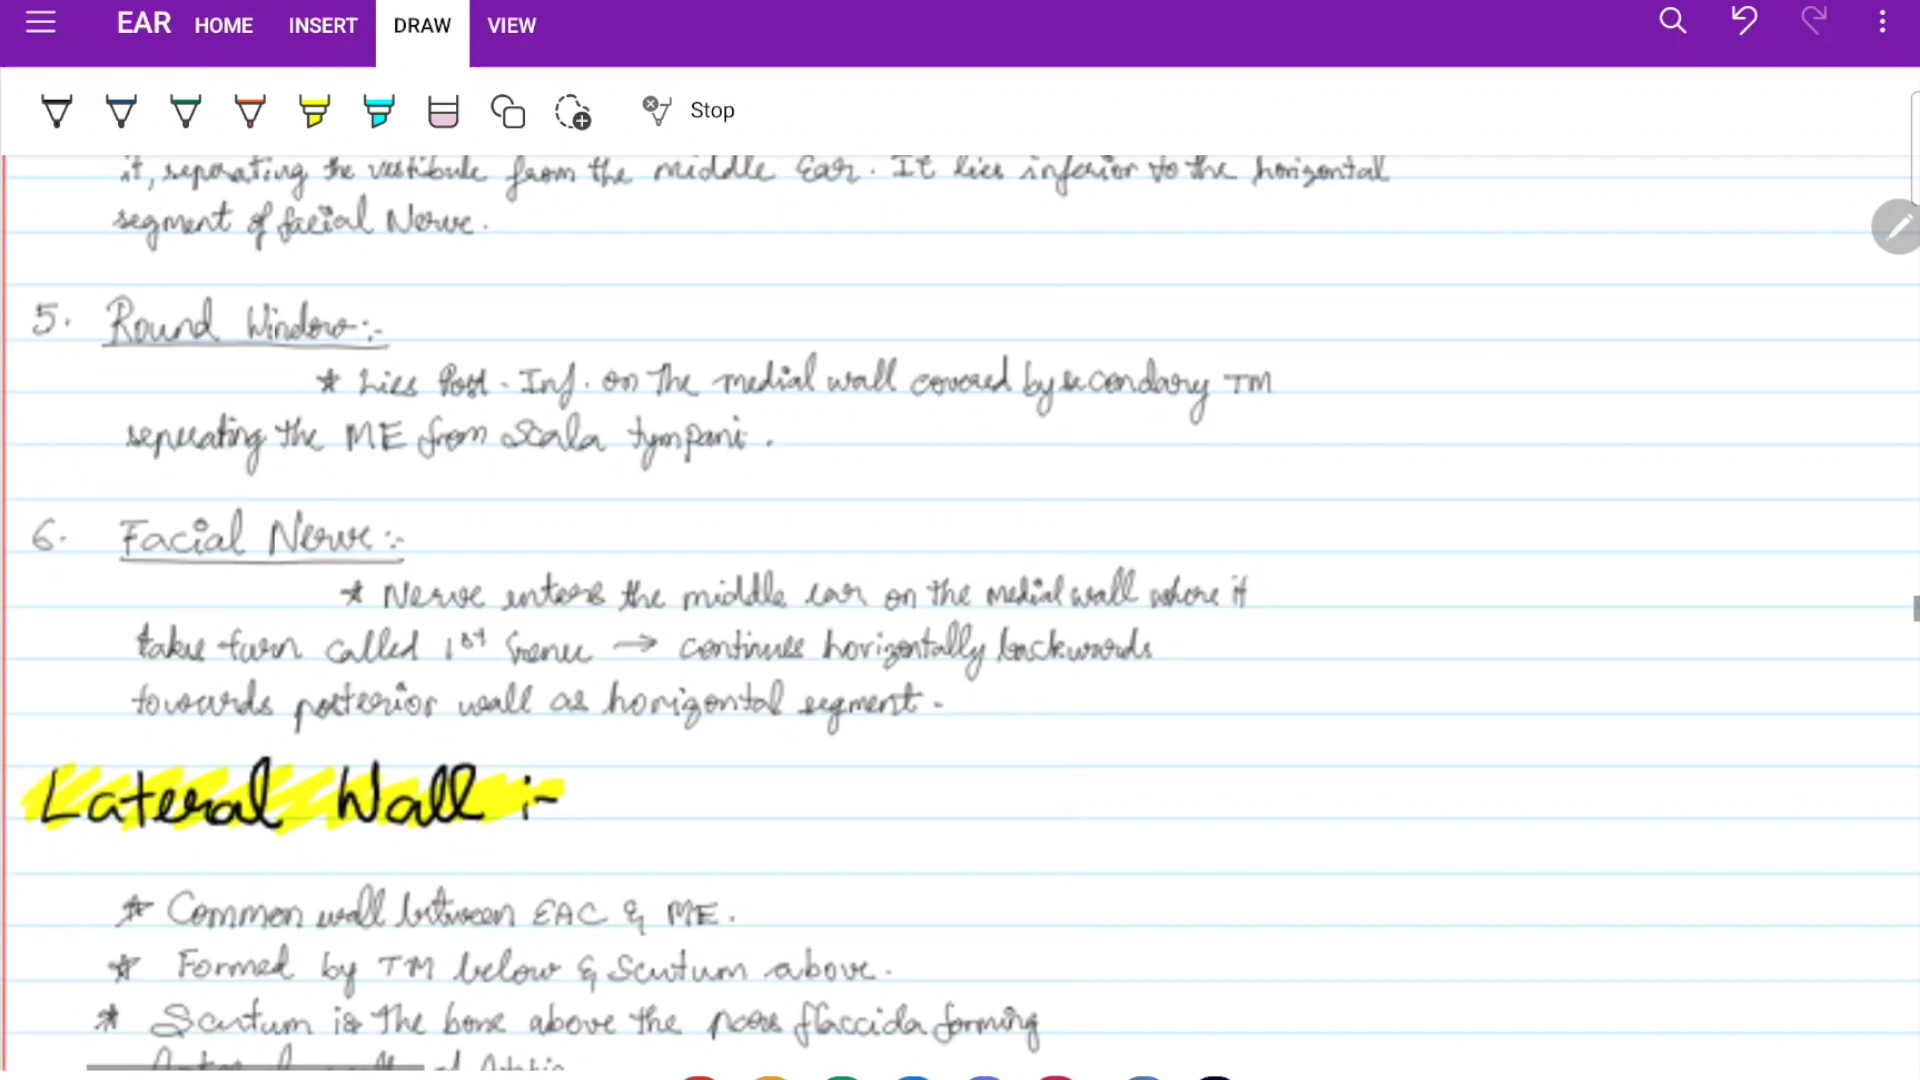 EAR HOME INSERT DRAW VIEW
Stop
it, separating the vestibule from the middle Ear. It lies inferior to the horizontal
segment of facial Nerve.
5. Round Window:-
* Lies Post - Inf. on the medial wall covered by secondary TM
seperating the ME from Scala tympani.
6. Facial Nerve:-
* Nerve enters the middle ear on the medial wall where it
takes turn called 1st Genu → continues horizontally backwards
towards posterior wall as horizontal segment.
Lateral Wall :-
* Common wall between EAC & ME.
* Formed by TM below & Scutum above.
* Scutum is the bone above the pars flaccida forming